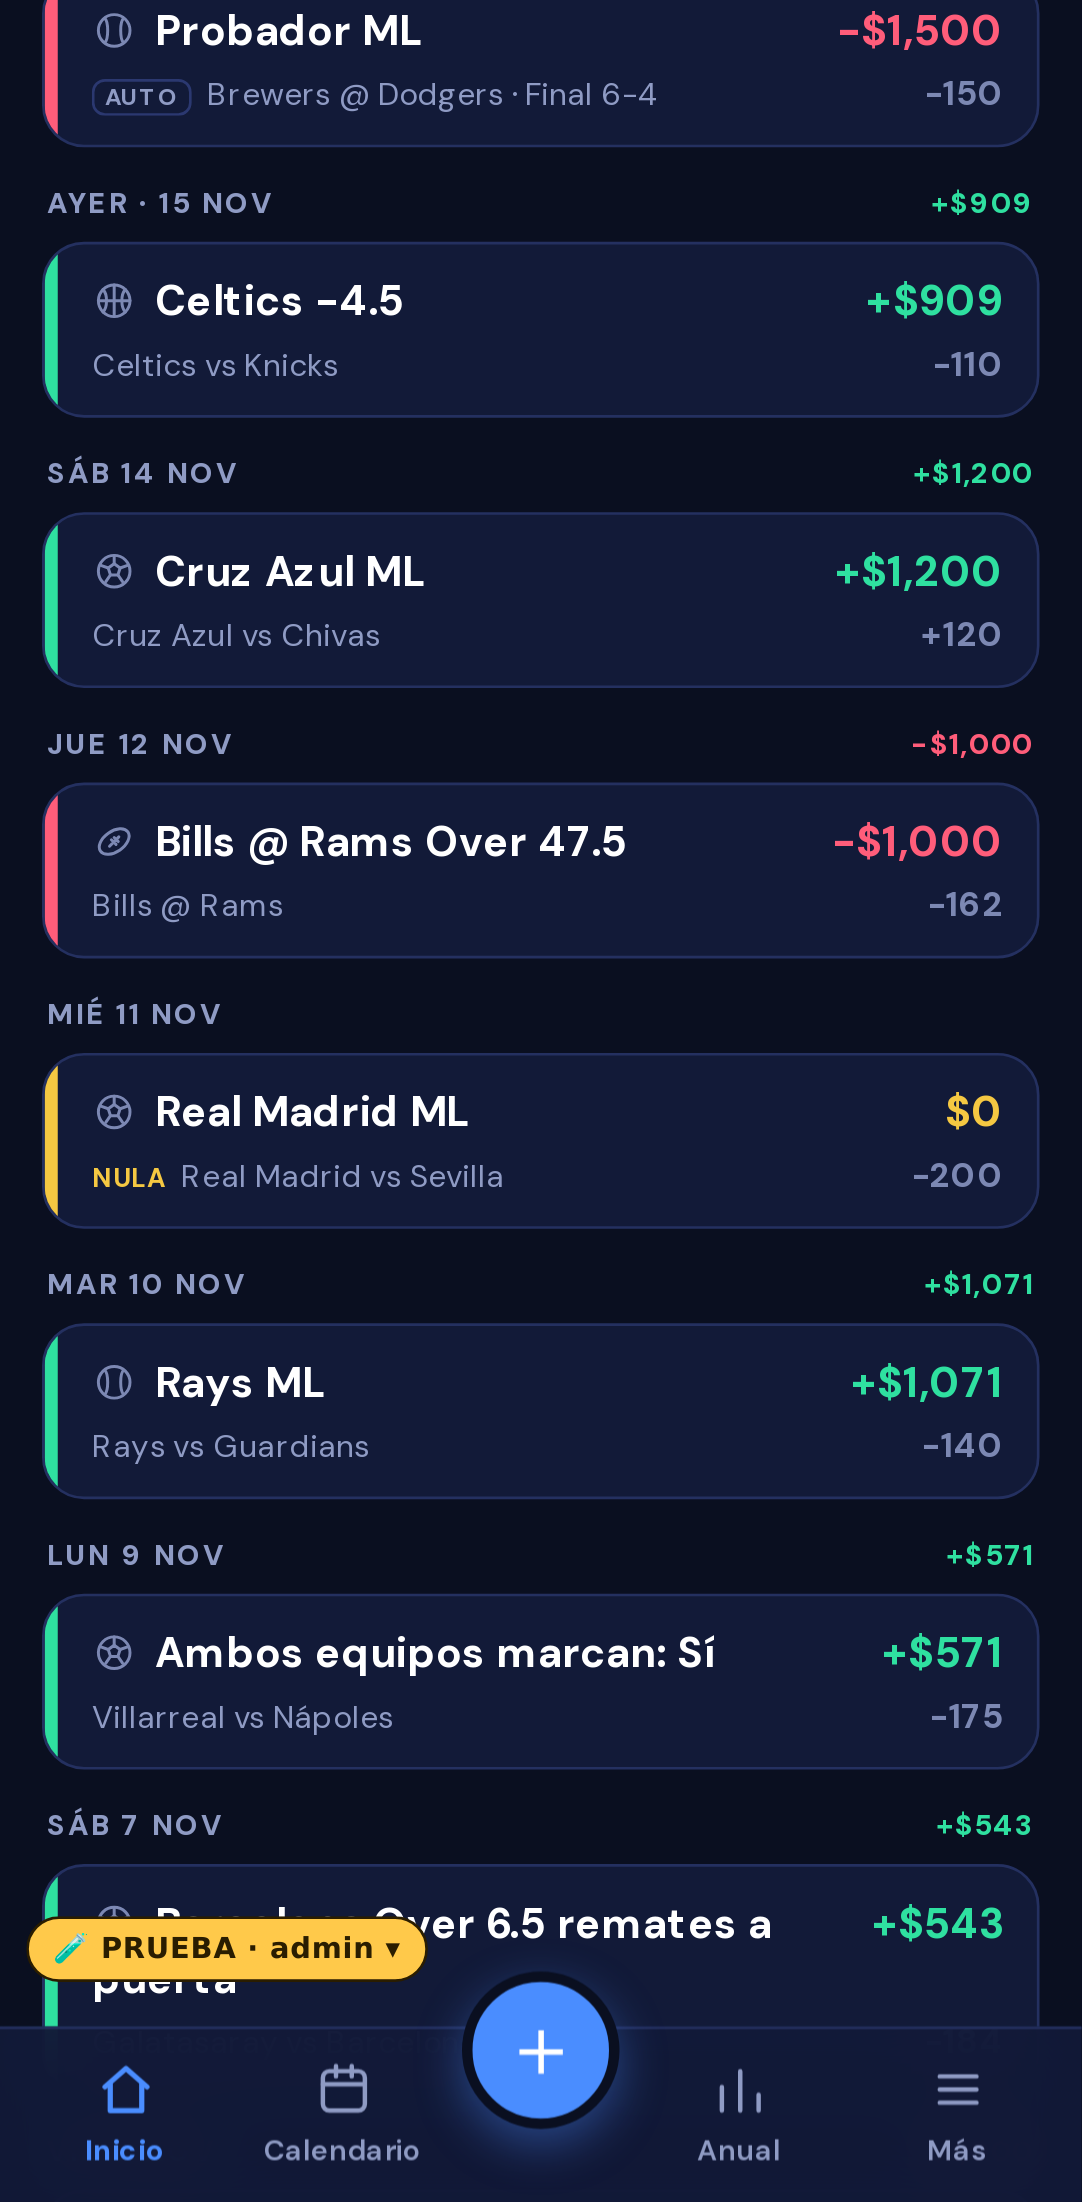 Probador ML -$1,500
AUTO Brewers @ Dodgers · Final 6-4 -150
AYER · 15 NOV +$909
Celtics -4.5 +$909
Celtics vs Knicks -110
SÁB 14 NOV +$1,200
Cruz Azul ML +$1,200
Cruz Azul vs Chivas +120
JUE 12 NOV -$1,000
Bills @ Rams Over 47.5 -$1,000
Bills @ Rams -162
MIÉ 11 NOV
Real Madrid ML $0
NULA Real Madrid vs Sevilla -200
MAR 10 NOV +$1,071
Rays ML +$1,071
Rays vs Guardians -140
LUN 9 NOV +$571
Ambos equipos marcan: Sí +$571
Villarreal vs Nápoles -175
SÁB 7 NOV +$543
Over 6.5 remates a +$543
PRUEBA · admin ▾
puerta
Galatasaray vs -184
Inicio Calendario + Anual Más